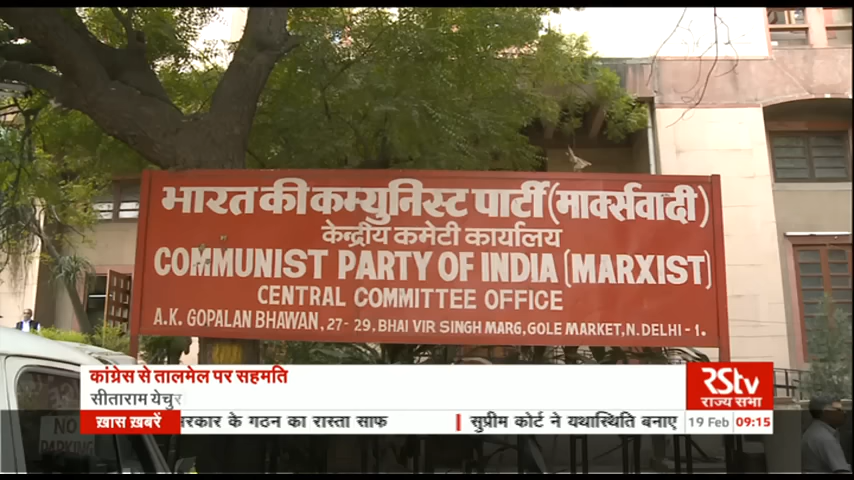 भारत की कम्युनिस्ट पार्टी (मार्क्सवादी)
केन्द्रीय कमेटी कार्यालय
COMMUNIST PARTY OF INDIA (MARXIST)
CENTRAL COMMITTEE OFFICE
A.K. GOPALAN BHAWAN, 27-29. BHAI VIR SINGH MARG, GOLE MARKET, N. DELHI-1.
NO
PARKING
कांग्रेस से तालमेल पर सहमति
सीताराम येचुर
RSTV
राज्य सभा
ख़ास ख़बरें
सरकार के गठन का रास्ता साफ
सुप्रीम कोर्ट ने यथास्थिति बनाए
19 Feb 09:15